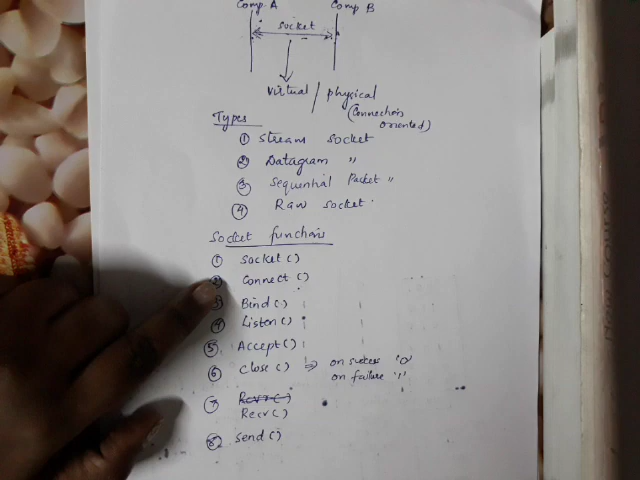 Comp. A Comp B
socket
virtual / physical
(Connection
oriented)
Types
① Stream Socket
② Datagram "
③ Sequential Packet "
④ Raw Socket.
Socket functions
① Socket ()
② Connect ()
③ Bind ()
④ Listen ()
⑤ Accept ()
⑥ Close () ⇒ on success '0'
on failure '1'
⑦ Recv ()
⑧ Send ()